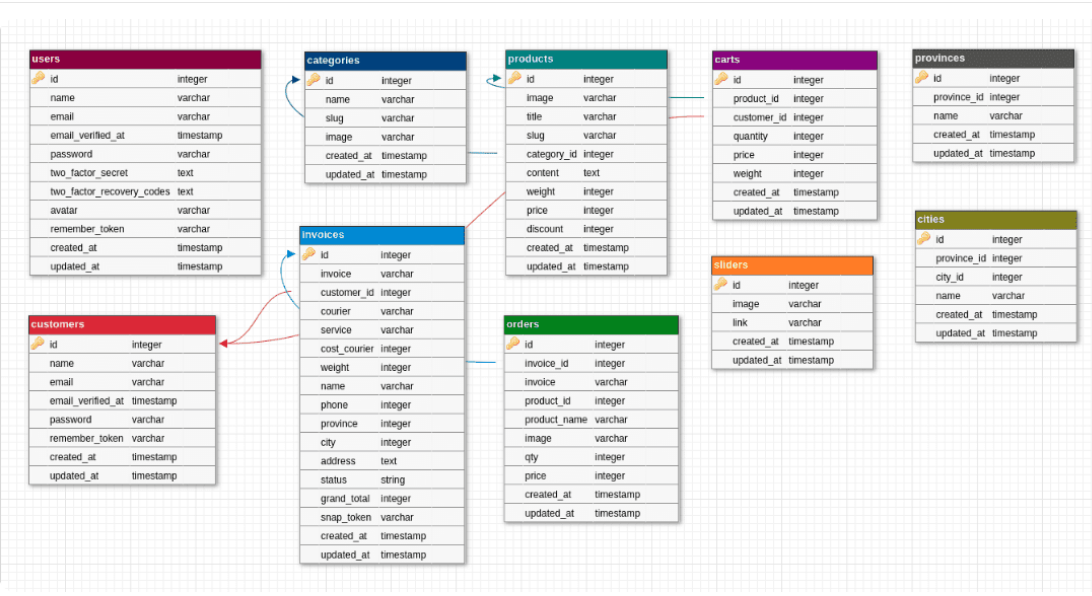 users
id integer
name varchar
email varchar
email_verified_at timestamp
password varchar
two_factor_secret text
two_factor_recovery_codes text
avatar varchar
remember_token varchar
created_at timestamp
updated_at timestamp
categories
id integer
name varchar
slug varchar
image varchar
created_at timestamp
updated_at timestamp
products
id integer
image varchar
title varchar
slug varchar
category_id integer
content text
weight integer
price integer
discount integer
created_at timestamp
updated_at timestamp
carts
id integer
product_id integer
customer_id integer
quantity integer
price integer
weight integer
created_at timestamp
updated_at timestamp
provinces
id integer
province_id integer
name varchar
created_at timestamp
updated_at timestamp
cities
id integer
province_id integer
city_id integer
name varchar
created_at timestamp
updated_at timestamp
invoices
id integer
invoice varchar
customer_id integer
courier varchar
service varchar
cost_courier integer
weight integer
name varchar
phone integer
province integer
city integer
address text
status string
grand_total integer
snap_token varchar
created_at timestamp
updated_at timestamp
sliders
id integer
image varchar
link varchar
created_at timestamp
updated_at timestamp
customers
id integer
name varchar
email varchar
email_verified_at timestamp
password varchar
remember_token varchar
created_at timestamp
updated_at timestamp
orders
id integer
invoice_id integer
invoice varchar
product_id integer
product_name varchar
image varchar
qty integer
price integer
created_at timestamp
updated_at timestamp